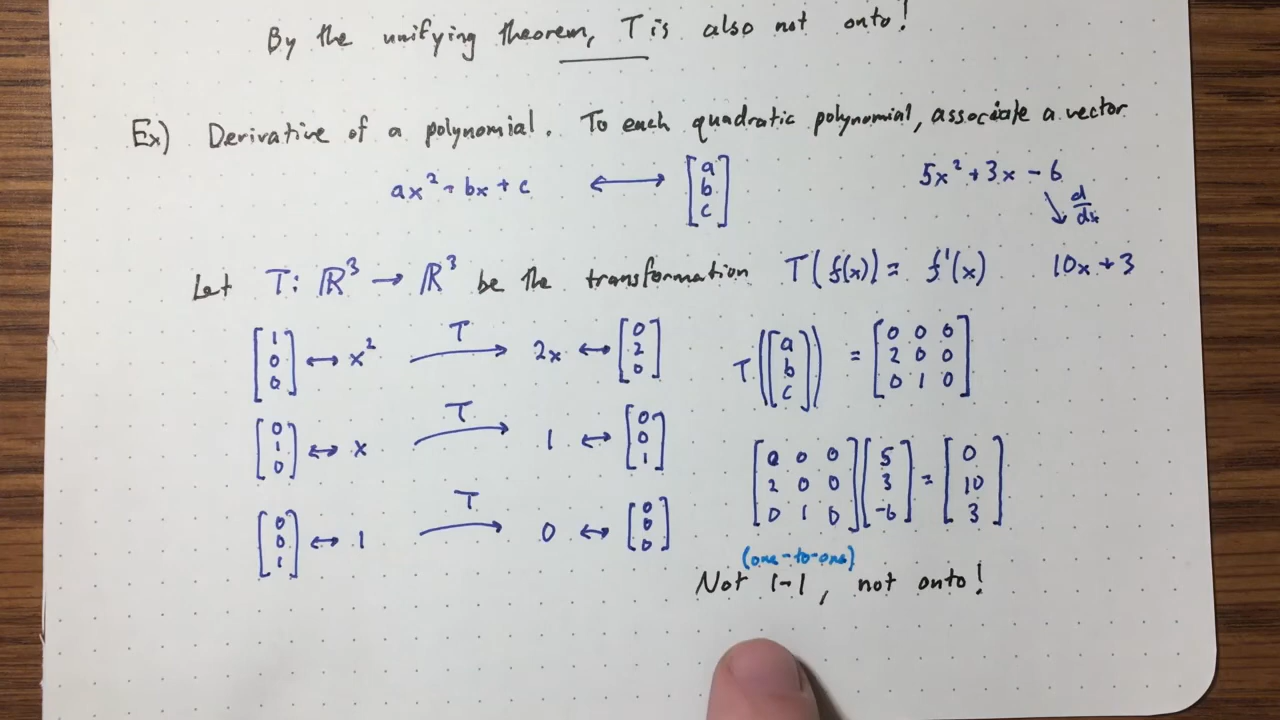 By the unifying theorem, T is also not onto!
Ex) Derivative of a polynomial. To each quadratic polynomial, associate a vector
ax² + bx + c ⟷ [a b c] 5x² + 3x − 6
d/dx
Let T: ℝ³ → ℝ³ be the transformation T(f(x)) = f'(x) 10x + 3
[1 0 0] ↔ x² T→ 2x ↔ [0 2 0] T([a b c]) = [0 0 0; 2 0 0; 0 1 0]
[0 1 0] ↔ x T→ 1 ↔ [0 0 1] [0 0 0; 2 0 0; 0 1 0] [5 3 -6] = [0 10 3]
[0 0 1] ↔ 1 T→ 0 ↔ [0 0 0]
(one-to-one)
Not 1-1, not onto!